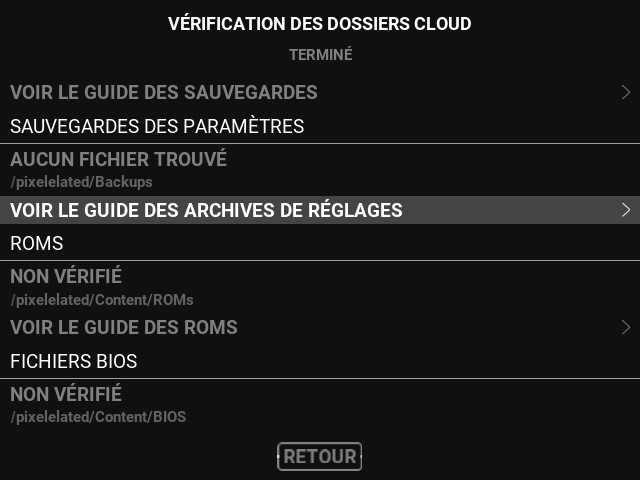 VÉRIFICATION DES DOSSIERS CLOUD
TERMINÉ
VOIR LE GUIDE DES SAUVEGARDES
SAUVEGARDES DES PARAMÈTRES
AUCUN FICHIER TROUVÉ
/pixelelated/Backups
VOIR LE GUIDE DES ARCHIVES DE RÉGLAGES
ROMS
NON VÉRIFIÉ
/pixelelated/Content/ROMs
VOIR LE GUIDE DES ROMS
FICHIERS BIOS
NON VÉRIFIÉ
/pixelelated/Content/BIOS
RETOUR